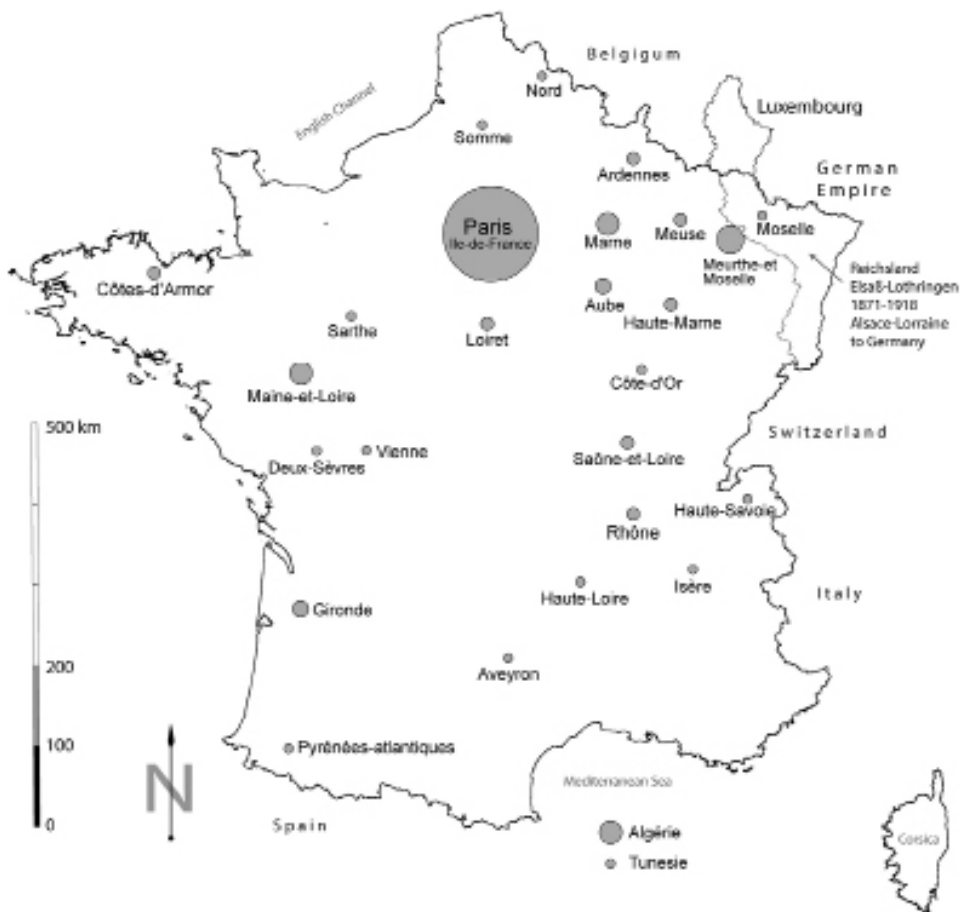 Belgigum
Nord
English Channel
Luxembourg
Somme
Ardennes
German
Empire
Paris
Ile-de-France
Marne
Meuse
Moselle
Meurthe-et
Moselle
Côtes-d'Armor
Reichsland
Elsaß-Lothringen
1871-1918
Alsace-Lorraine
to Germany
Aube
Haute-Marne
Sarthe
Loiret
Côte-d'Or
Maine-et-Loire
500 km
Switzerland
Vienne
Deux-Sèvres
Saône-et-Loire
Haute-Savoie
Rhône
Isère
Haute-Loire
Italy
Gironde
200
Aveyron
100
Pyrénées-atlantiques
N
Mediterranean Sea
0
Spain
Algérie
Tunesie
Corsica